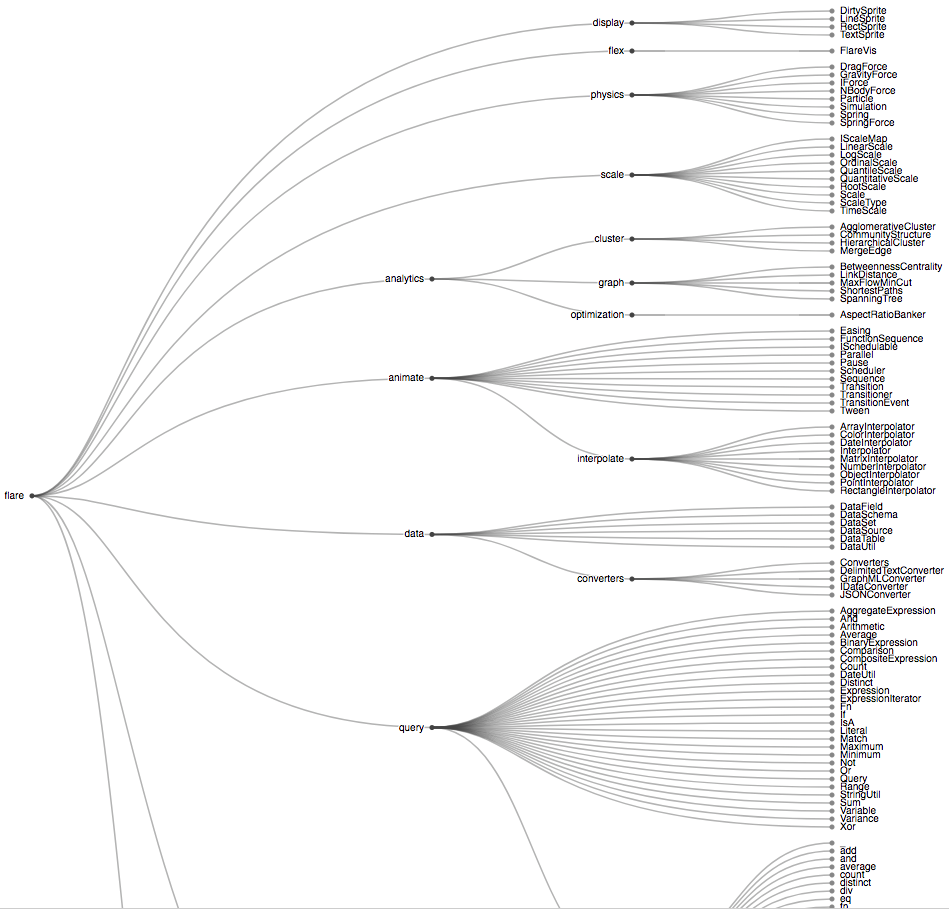 flare
display
DirtySprite
LineSprite
RectSprite
TextSprite
flex
FlareVis
physics
DragForce
GravityForce
IForce
NBodyForce
Particle
Simulation
Spring
SpringForce
scale
IScaleMap
LinearScale
LogScale
OrdinalScale
QuantileScale
QuantitativeScale
RootScale
Scale
ScaleType
TimeScale
analytics
cluster
AgglomerativeCluster
CommunityStructure
HierarchicalCluster
MergeEdge
graph
BetweennessCentrality
LinkDistance
MaxFlowMinCut
ShortestPaths
SpanningTree
optimization
AspectRatioBanker
animate
Easing
FunctionSequence
ISchedulable
Parallel
Pause
Scheduler
Sequence
Transition
Transitioner
TransitionEvent
Tween
interpolate
ArrayInterpolator
ColorInterpolator
DateInterpolator
Interpolator
MatrixInterpolator
NumberInterpolator
ObjectInterpolator
PointInterpolator
RectangleInterpolator
data
DataField
DataSchema
DataSet
DataSource
DataTable
DataUtil
converters
Converters
DelimitedTextConverter
GraphMLConverter
IDataConverter
JSONConverter
query
AggregateExpression
And
Arithmetic
Average
BinaryExpression
Comparison
CompositeExpression
Count
DateUtil
Distinct
Expression
ExpressionIterator
Fn
If
IsA
Literal
Match
Maximum
Minimum
Not
Or
Query
Range
StringUtil
Sum
Variable
Variance
Xor
_
add
and
average
count
distinct
div
eq
fn